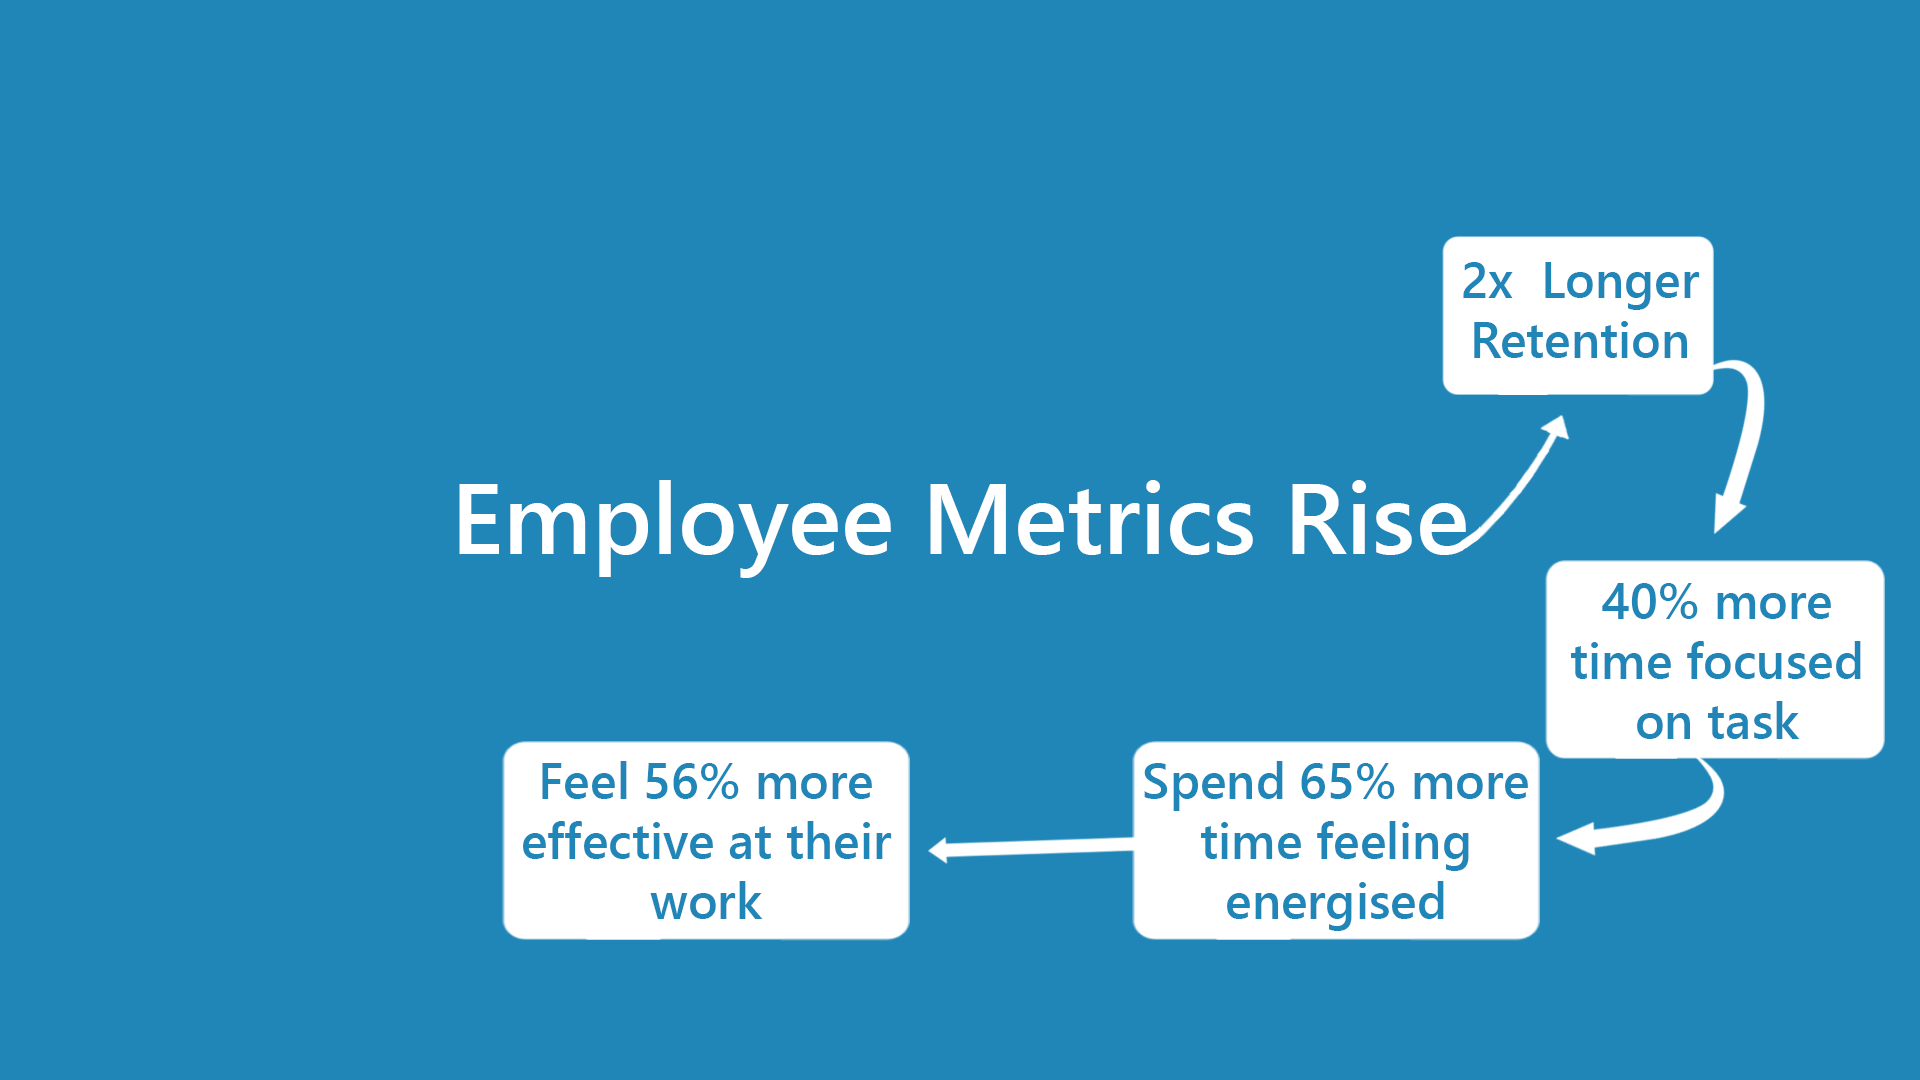 Employee Metrics Rise
2x  Longer
Retention
40% more
time focused
on task
Spend 65% more
time feeling
energised
Feel 56% more
effective at their
work